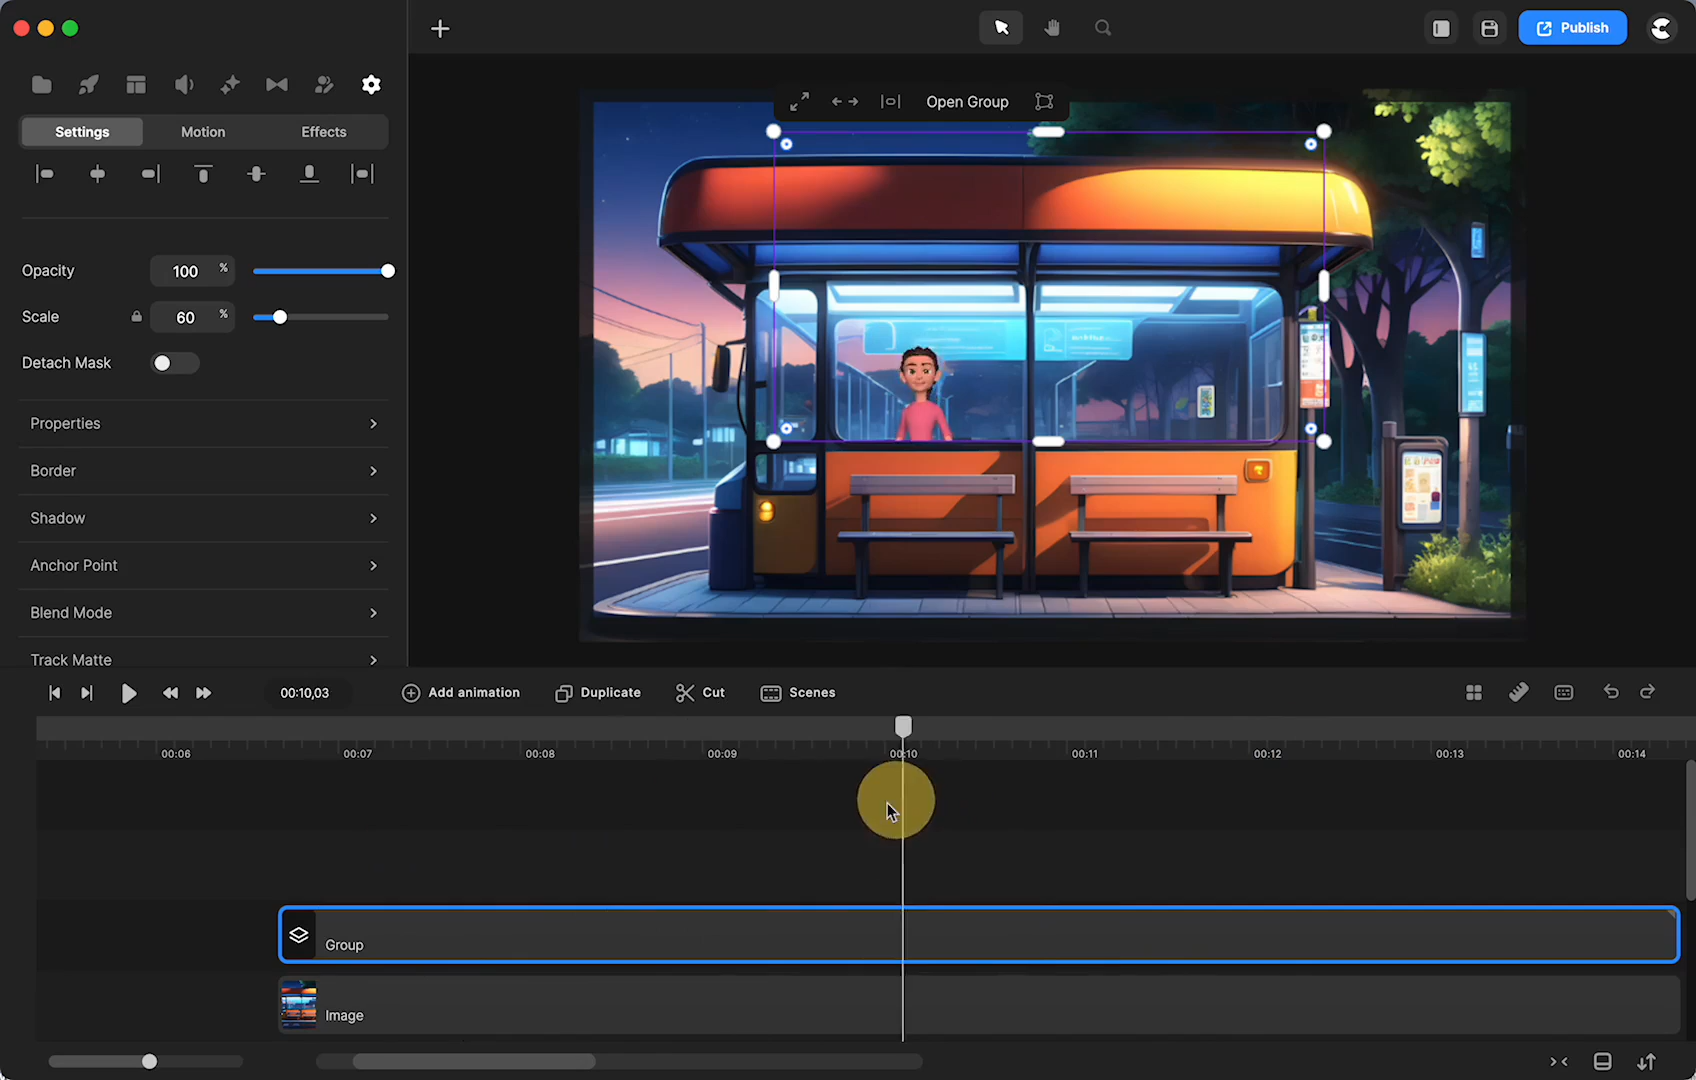 Publish
Settings
Motion
Effects
Open Group
Opacity
100
%
Scale
60
%
Detach Mask
Properties
Border
Shadow
Anchor Point
Blend Mode
Track Matte
00:10,03
Add animation
Duplicate
Cut
Scenes
00:06
00:07
00:08
00:09
00:10
00:11
00:12
00:13
00:14
Group
Image